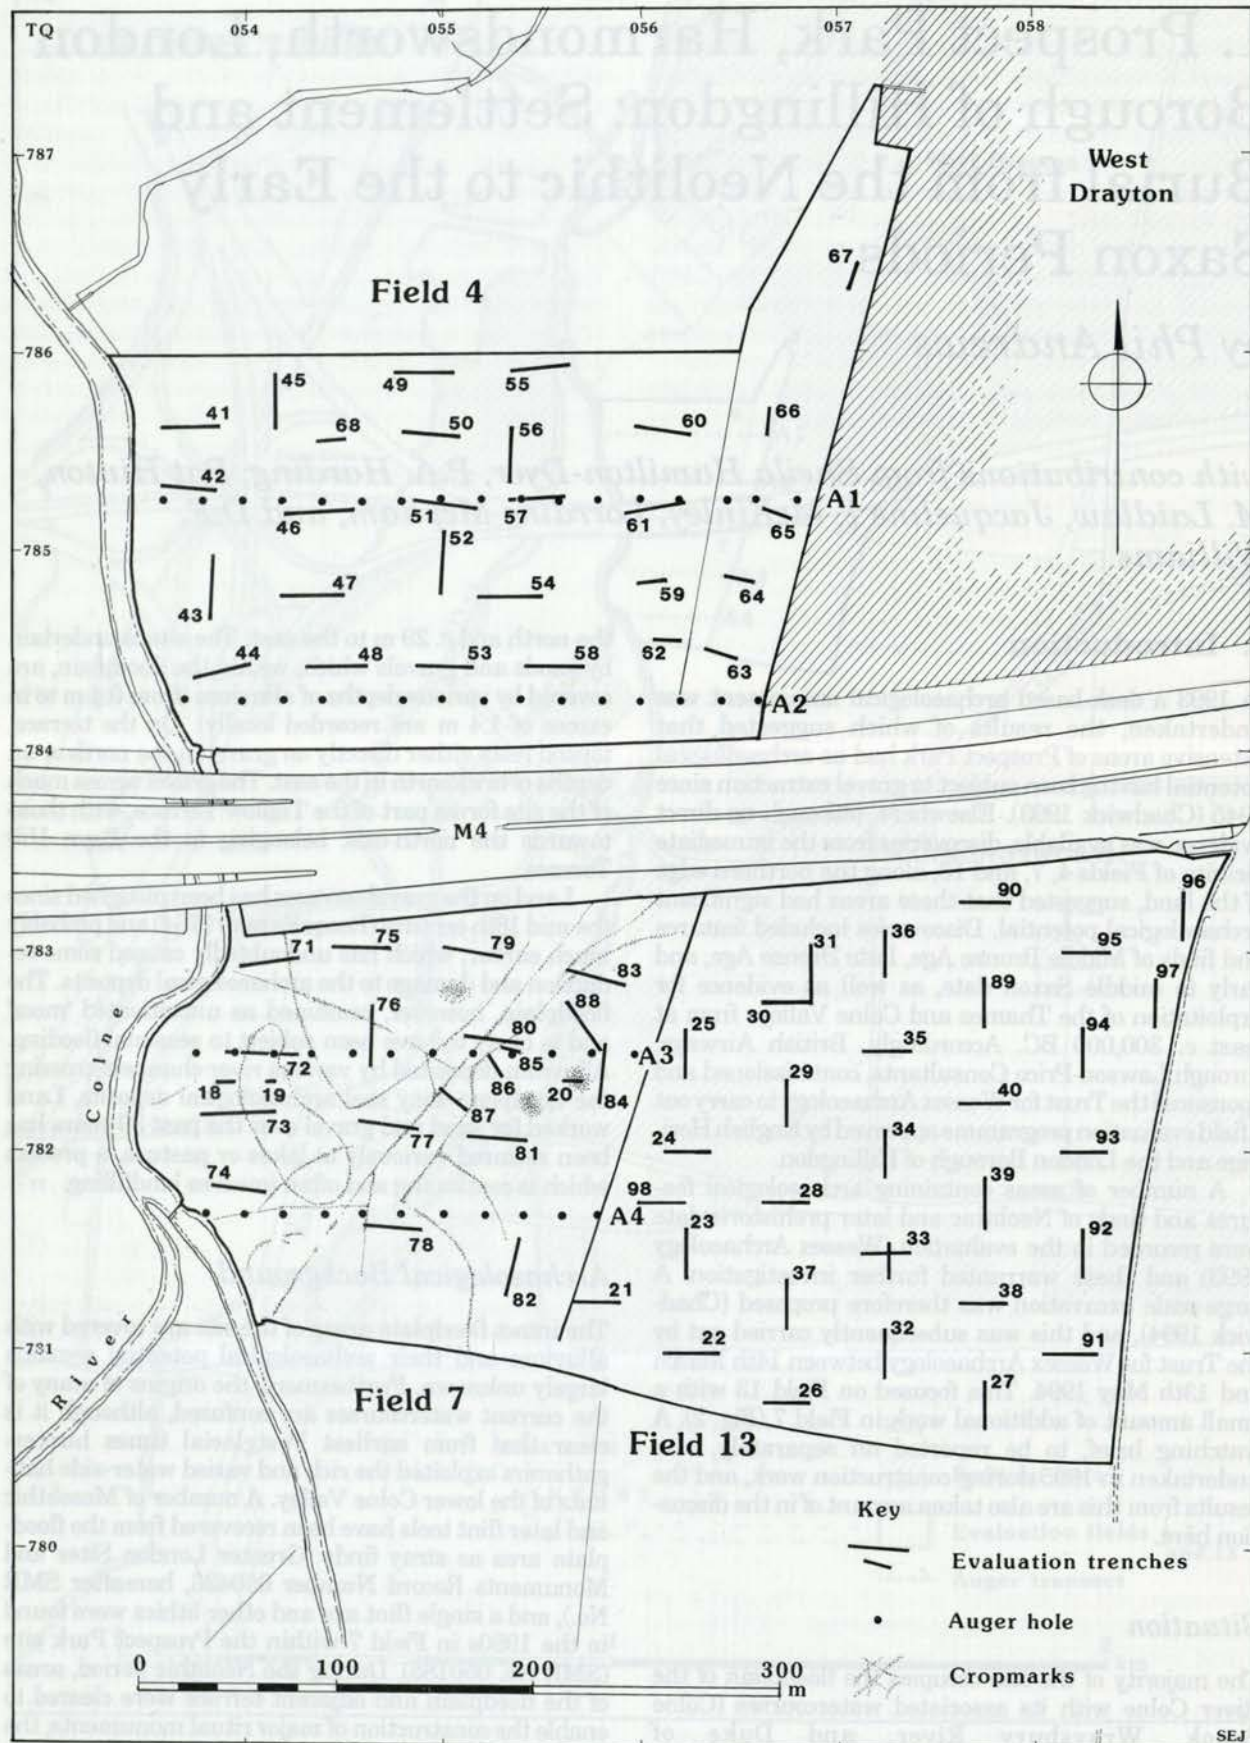 TQ 054 055 056 057 058
787
West
Drayton
67
Field 4
786
45 49 55
41 68 50 56 60 66
42
46 51 57 61 65 A1
785
52
43 47 54 59 64
44 48 53 58 62 63
A2
784
M4
783
71 75 79 83 90 96
31 36 95 97
76 88 89
80 25 30 94
A3 35
72 85 29
18 19 86 20 84 40
73 87 34
782
77 81 24 93
74 98 28 39
A4
78 23 33 92
82 21 37 38
731
22 32 91
26 27
River Colne
Field 7
Field 13
780
Key
Evaluation trenches
Auger hole
Cropmarks
0 100 200 300 m
SEJ